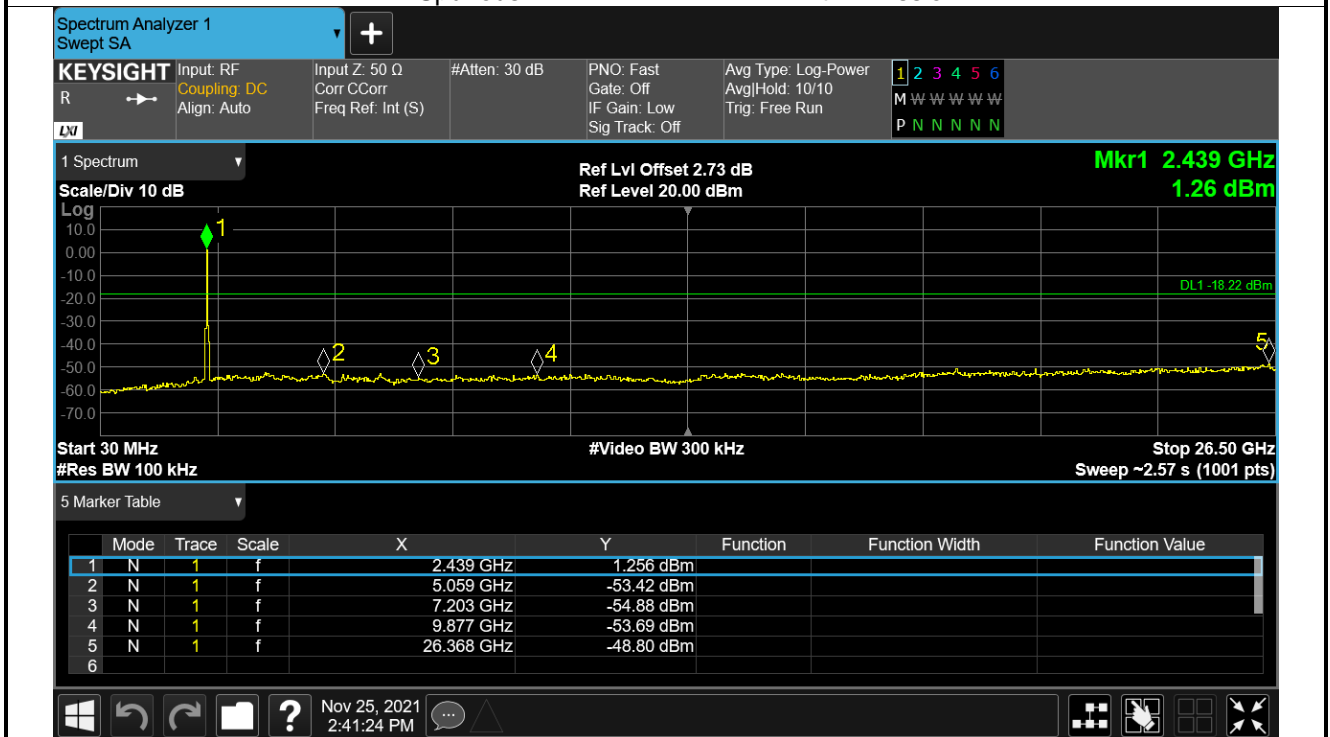 Spectrum Analyzer 1
Swept SA
KEYSIGHT
R
LXI
Input: RF
Coupling: DC
Align: Auto
Input Z: 50 Ω
Corr CCorr
Freq Ref: Int (S)
#Atten: 30 dB
PNO: Fast
Gate: Off
IF Gain: Low
Sig Track: Off
Avg Type: Log-Power
Avg|Hold: 10/10
Trig: Free Run
1 2 3 4 5 6
M W W W W W
P N N N N N
1 Spectrum
Scale/Div 10 dB
Ref Lvl Offset 2.73 dB
Ref Level 20.00 dBm
Mkr1 2.439 GHz
1.26 dBm
Log
10.0
0.00
-10.0
-20.0
-30.0
-40.0
-50.0
-60.0
-70.0
1
2
3
4
5
DL1 -18.22 dBm
Start 30 MHz
#Video BW 300 kHz
Stop 26.50 GHz
#Res BW 100 kHz
Sweep ~2.57 s (1001 pts)
5 Marker Table
Mode Trace Scale X Y Function Function Width Function Value
1 N 1 f 2.439 GHz 1.256 dBm
2 N 1 f 5.059 GHz -53.42 dBm
3 N 1 f 7.203 GHz -54.88 dBm
4 N 1 f 9.877 GHz -53.69 dBm
5 N 1 f 26.368 GHz -48.80 dBm
6
Nov 25, 2021
2:41:24 PM